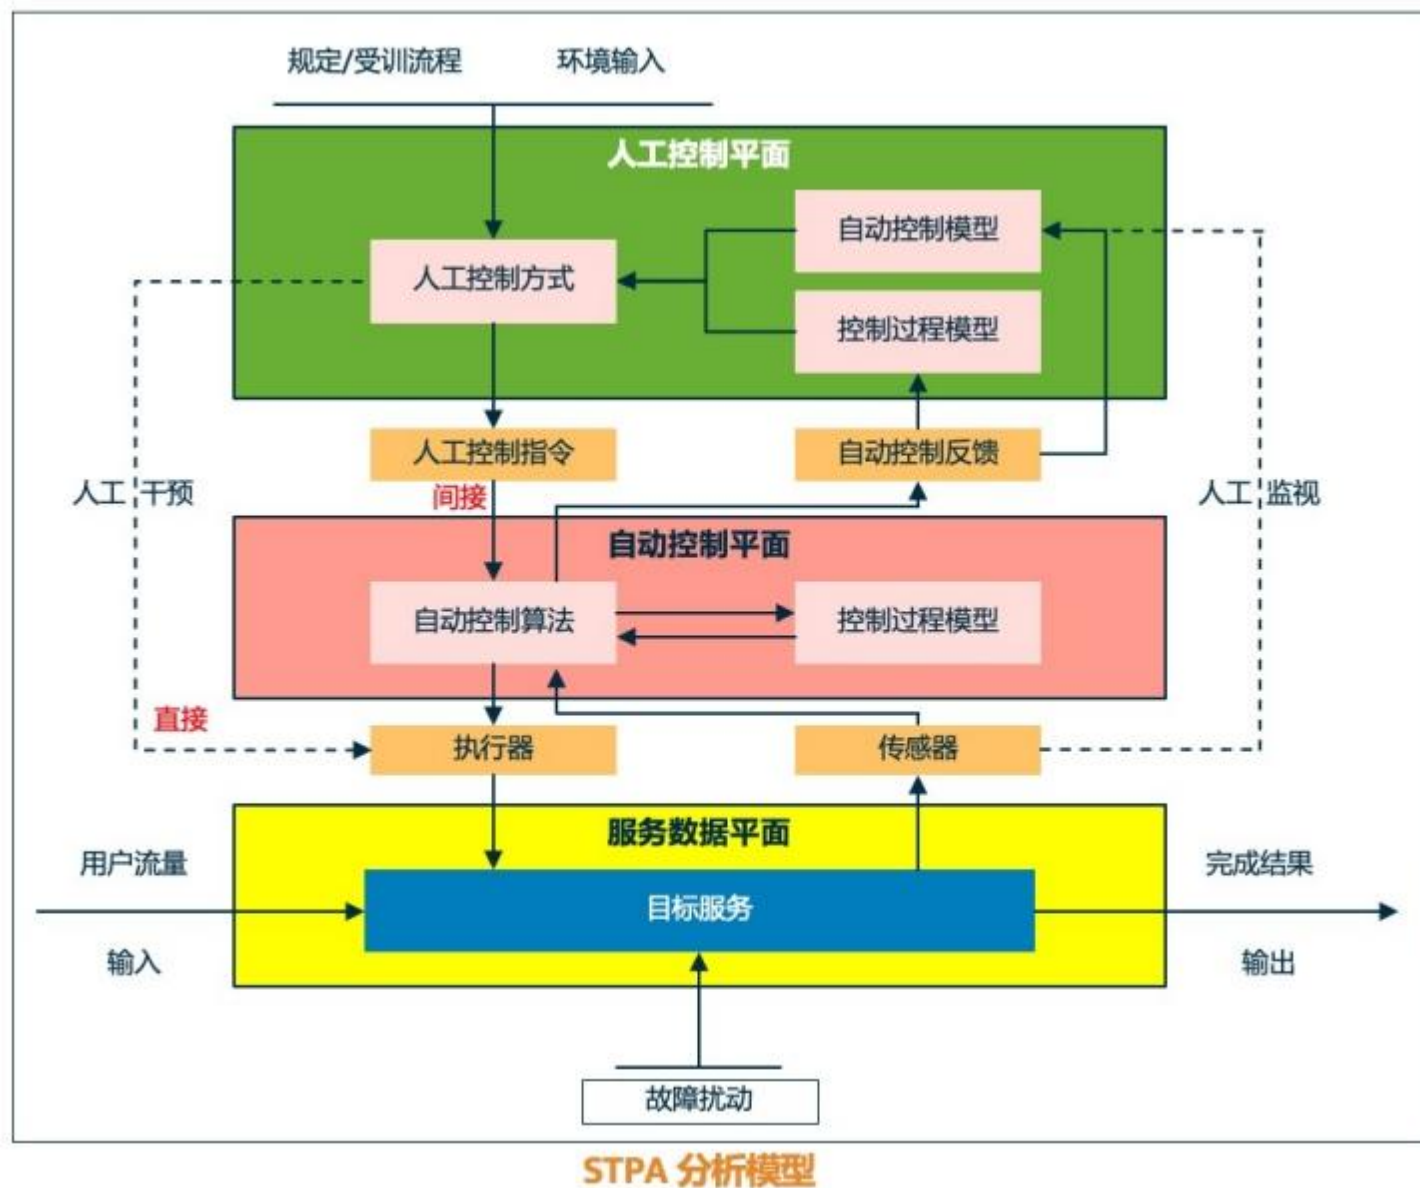 规定/受训流程 环境输入
人工控制平面
自动控制模型
人工控制方式
控制过程模型
人工控制指令 自动控制反馈
人工 干预 间接 人工 监视
自动控制平面
自动控制算法 控制过程模型
直接
执行器 传感器
服务数据平面
用户流量 完成结果
目标服务
输入 输出
故障扰动
STPA 分析模型